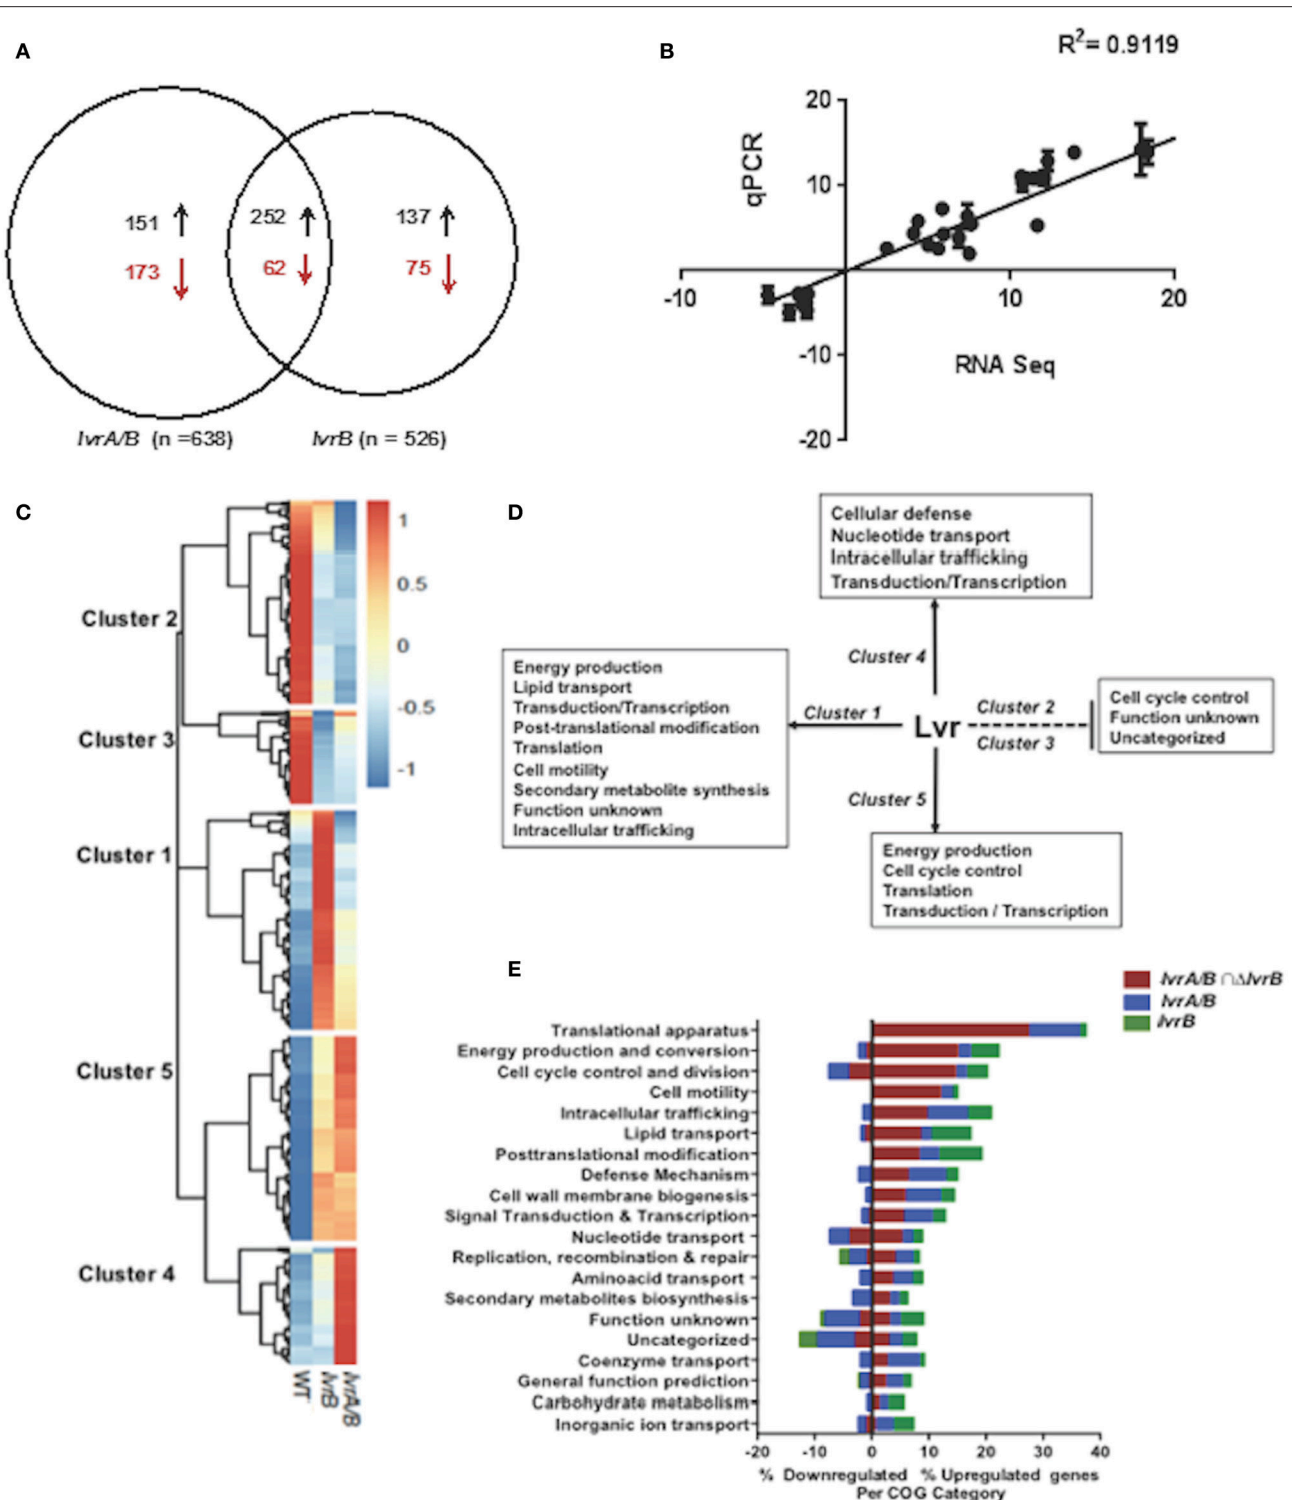 A
151 252 137
173 62 75
lvrA/B (n =638)
lvrB (n = 526)
B
R2= 0.9119
qPCR
20
10
-10
10
20
-10
-20
RNA Seq
C
Cluster 2
Cluster 3
Cluster 1
Cluster 5
Cluster 4
1
0.5
0
-0.5
-1
WT
lvrB
lvrA/B
D
Cellular defense
Nucleotide transport
Intracellular trafficking
Transduction/Transcription
Cluster 4
Energy production
Lipid transport
Transduction/Transcription
Post-translational modification
Translation
Cell motility
Secondary metabolite synthesis
Function unknown
Intracellular trafficking
Cluster 1
Lvr
Cluster 2
Cluster 3
Cell cycle control
Function unknown
Uncategorized
Cluster 5
Energy production
Cell cycle control
Translation
Transduction / Transcription
E
lvrA/B ∩ΔlvrB
lvrA/B
lvrB
Translational apparatus
Energy production and conversion
Cell cycle control and division
Cell motility
Intracellular trafficking
Lipid transport
Posttranslational modification
Defense Mechanism
Cell wall membrane biogenesis
Signal Transduction & Transcription
Nucleotide transport
Replication, recombination & repair
Aminoacid transport
Secondary metabolites biosynthesis
Function unknown
Uncategorized
Coenzyme transport
General function prediction
Carbohydrate metabolism
Inorganic ion transport
-20 -10 0 10 20 30 40
% Downregulated % Upregulated genes
Per COG Category